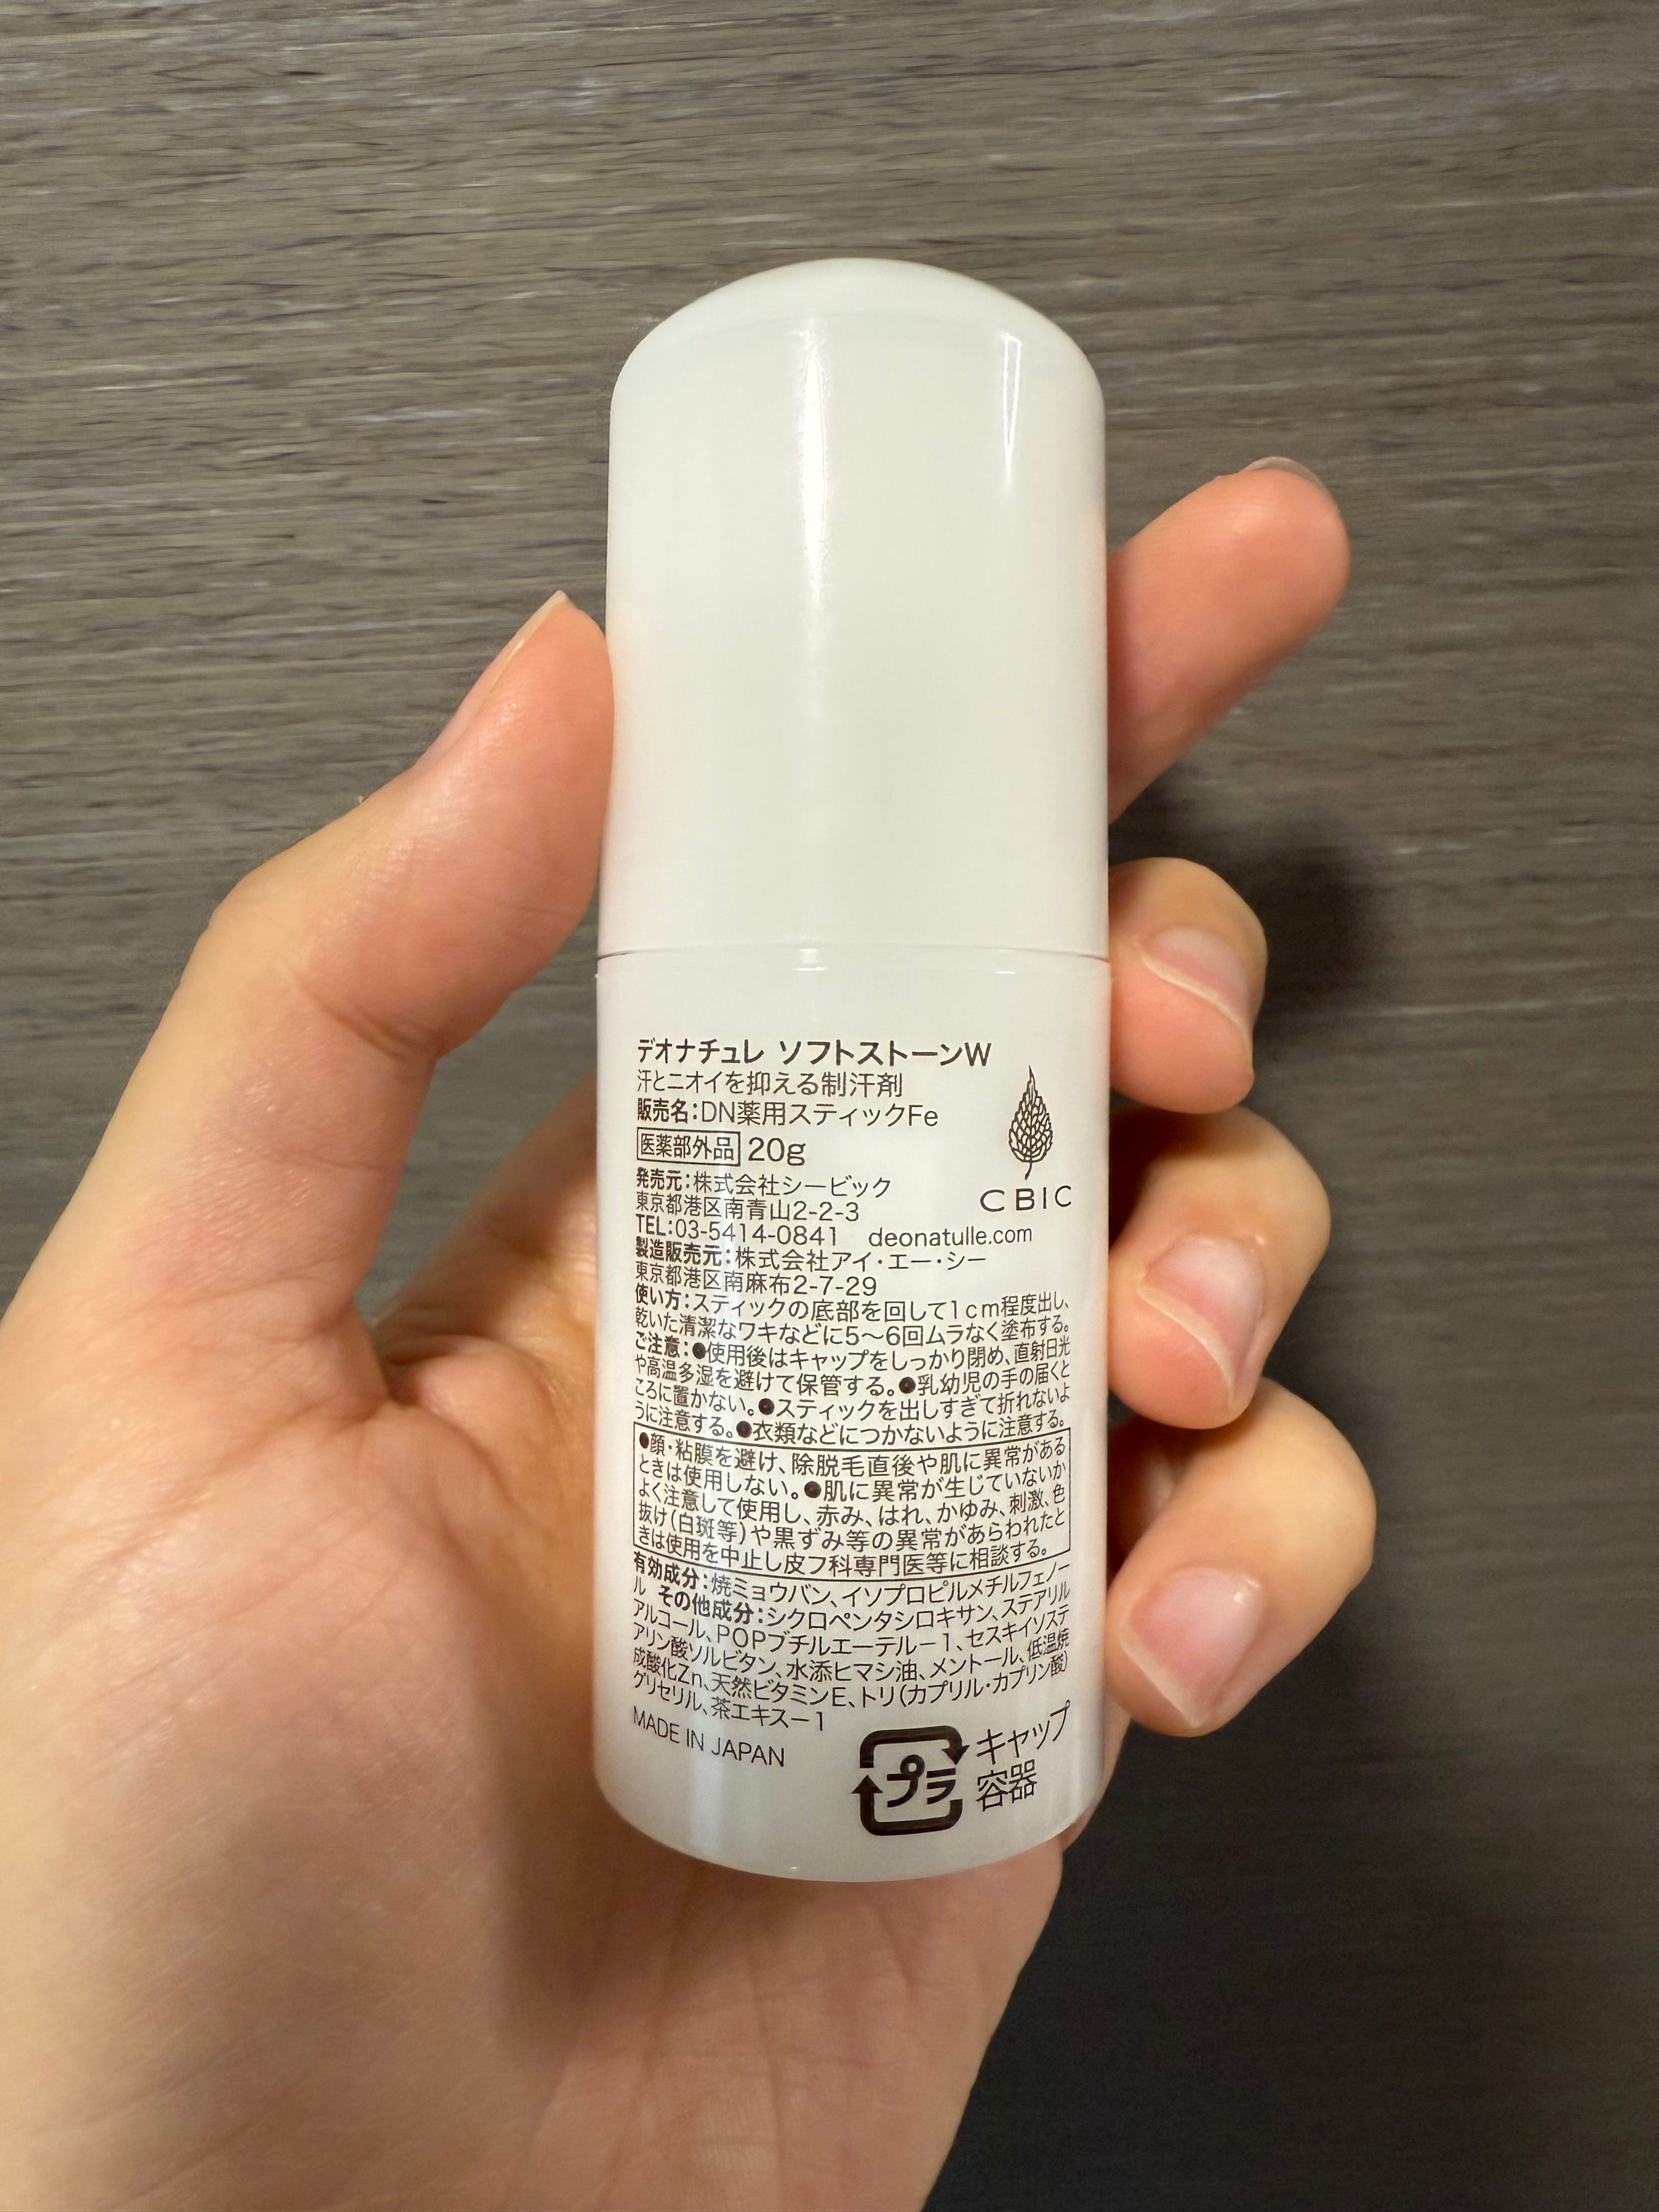 デオナチュレ ソフトストーンW
汗とニオイを抑える制汗剤
販売名：DN薬用スティックFe
医薬部外品 20g
CBIC
発売元：株式会社シービック
東京都港区南青山2-2-3
TEL：03-5414-0841 deonatulle.com
製造販売元：株式会社アイ・エー・シー
東京都港区南麻布2-7-29
使い方：スティックの底部を回して1cm程度出し、
乾いた清潔なワキなどに5〜6回ムラなく塗布する。
ご注意：●使用後はキャップをしっかり閉め、直射日光
や高温多湿を避けて保管する。●乳幼児の手の届くと
ころに置かない。●スティックを出しすぎて折れないよ
うに注意する。●衣類などにつかないように注意する。
●顔・粘膜を避け、除脱毛直後や肌に異常がある
ときは使用しない。●肌に異常が生じていないか
よく注意して使用し、赤み、はれ、かゆみ、刺激、色
抜け（白斑等）や黒ずみ等の異常があらわれたと
きは使用を中止し皮フ科専門医等に相談する。
有効成分：焼ミョウバン、イソプロピルメチルフェノー
ル その他成分：シクロペンタシロキサン、ステアリル
アルコール、POPブチルエーテル－1、セスキイソステ
アリン酸ソルビタン、水添ヒマシ油、メントール、低温焼
成酸化Zn、天然ビタミンE、トリ（カプリル・カプリン酸）
グリセリル、茶エキス－1
MADE IN JAPAN
プラ
キャップ
容器